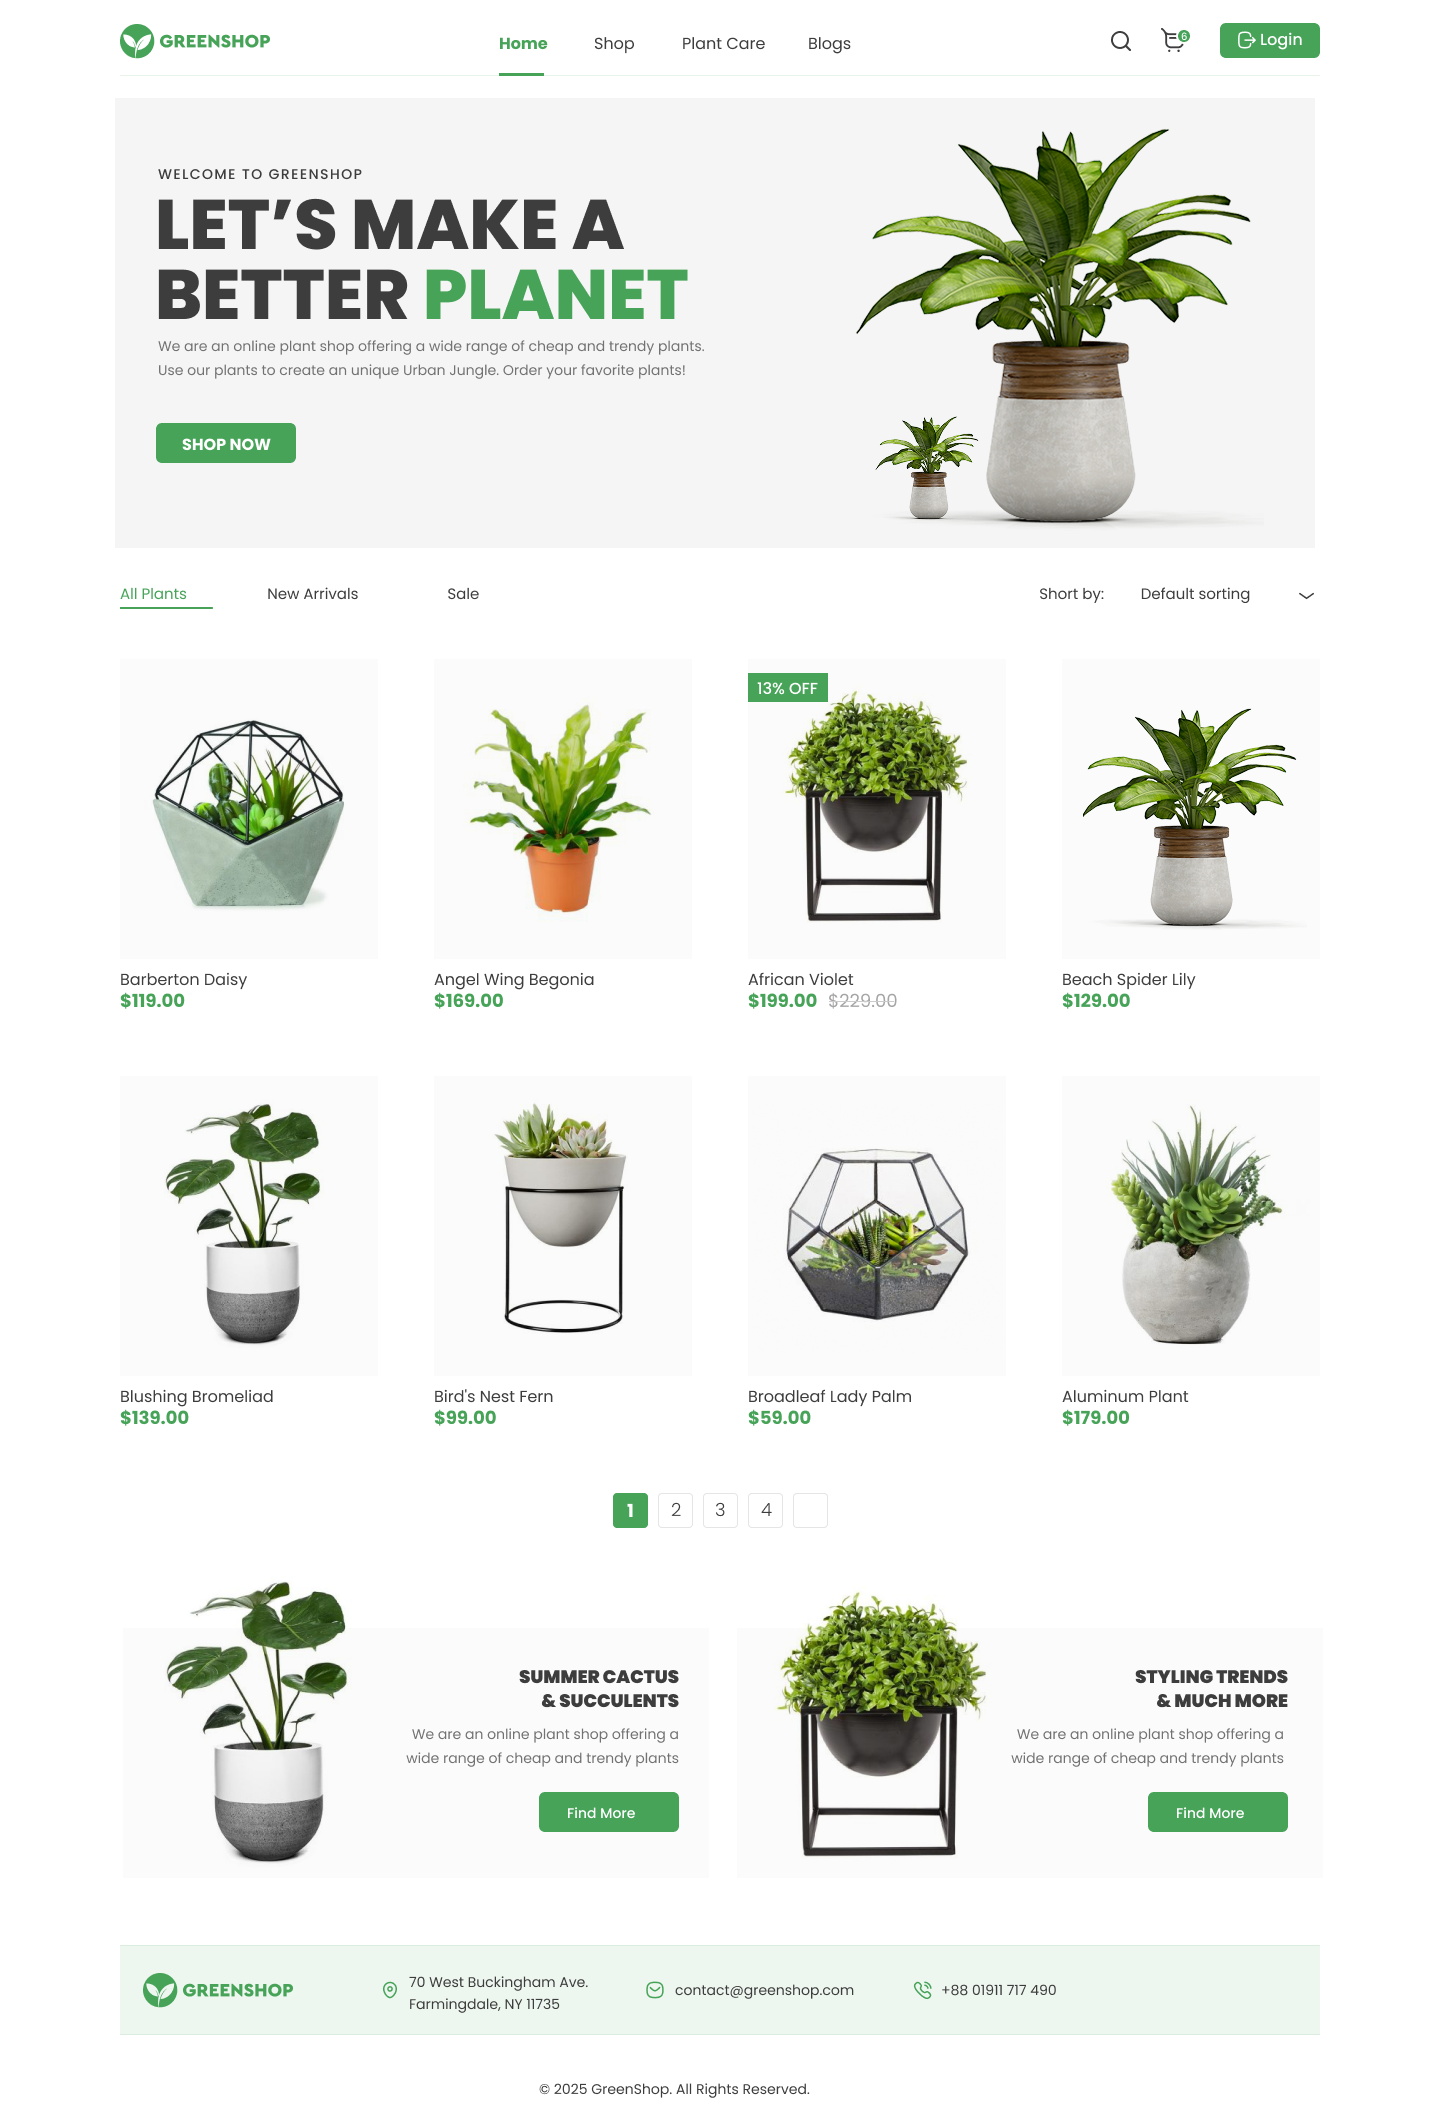 GREENSHOP
Home Shop Plant Care Blogs
6
Login
WELCOME TO GREENSHOP
LET’S MAKE A
BETTER PLANET
We are an online plant shop offering a wide range of cheap and trendy plants.
Use our plants to create an unique Urban Jungle. Order your favorite plants!
SHOP NOW
All Plants New Arrivals Sale Short by: Default sorting
13% OFF
Barberton Daisy
$119.00
Angel Wing Begonia
$169.00
African Violet
$199.00 $229.00
Beach Spider Lily
$129.00
Blushing Bromeliad
$139.00
Bird's Nest Fern
$99.00
Broadleaf Lady Palm
$59.00
Aluminum Plant
$179.00
1 2 3 4
SUMMER CACTUS
& SUCCULENTS
We are an online plant shop offering a
wide range of cheap and trendy plants
Find More
STYLING TRENDS
& MUCH MORE
We are an online plant shop offering a
wide range of cheap and trendy plants
Find More
GREENSHOP
70 West Buckingham Ave.
Farmingdale, NY 11735
contact@greenshop.com
+88 01911 717 490
© 2025 GreenShop. All Rights Reserved.